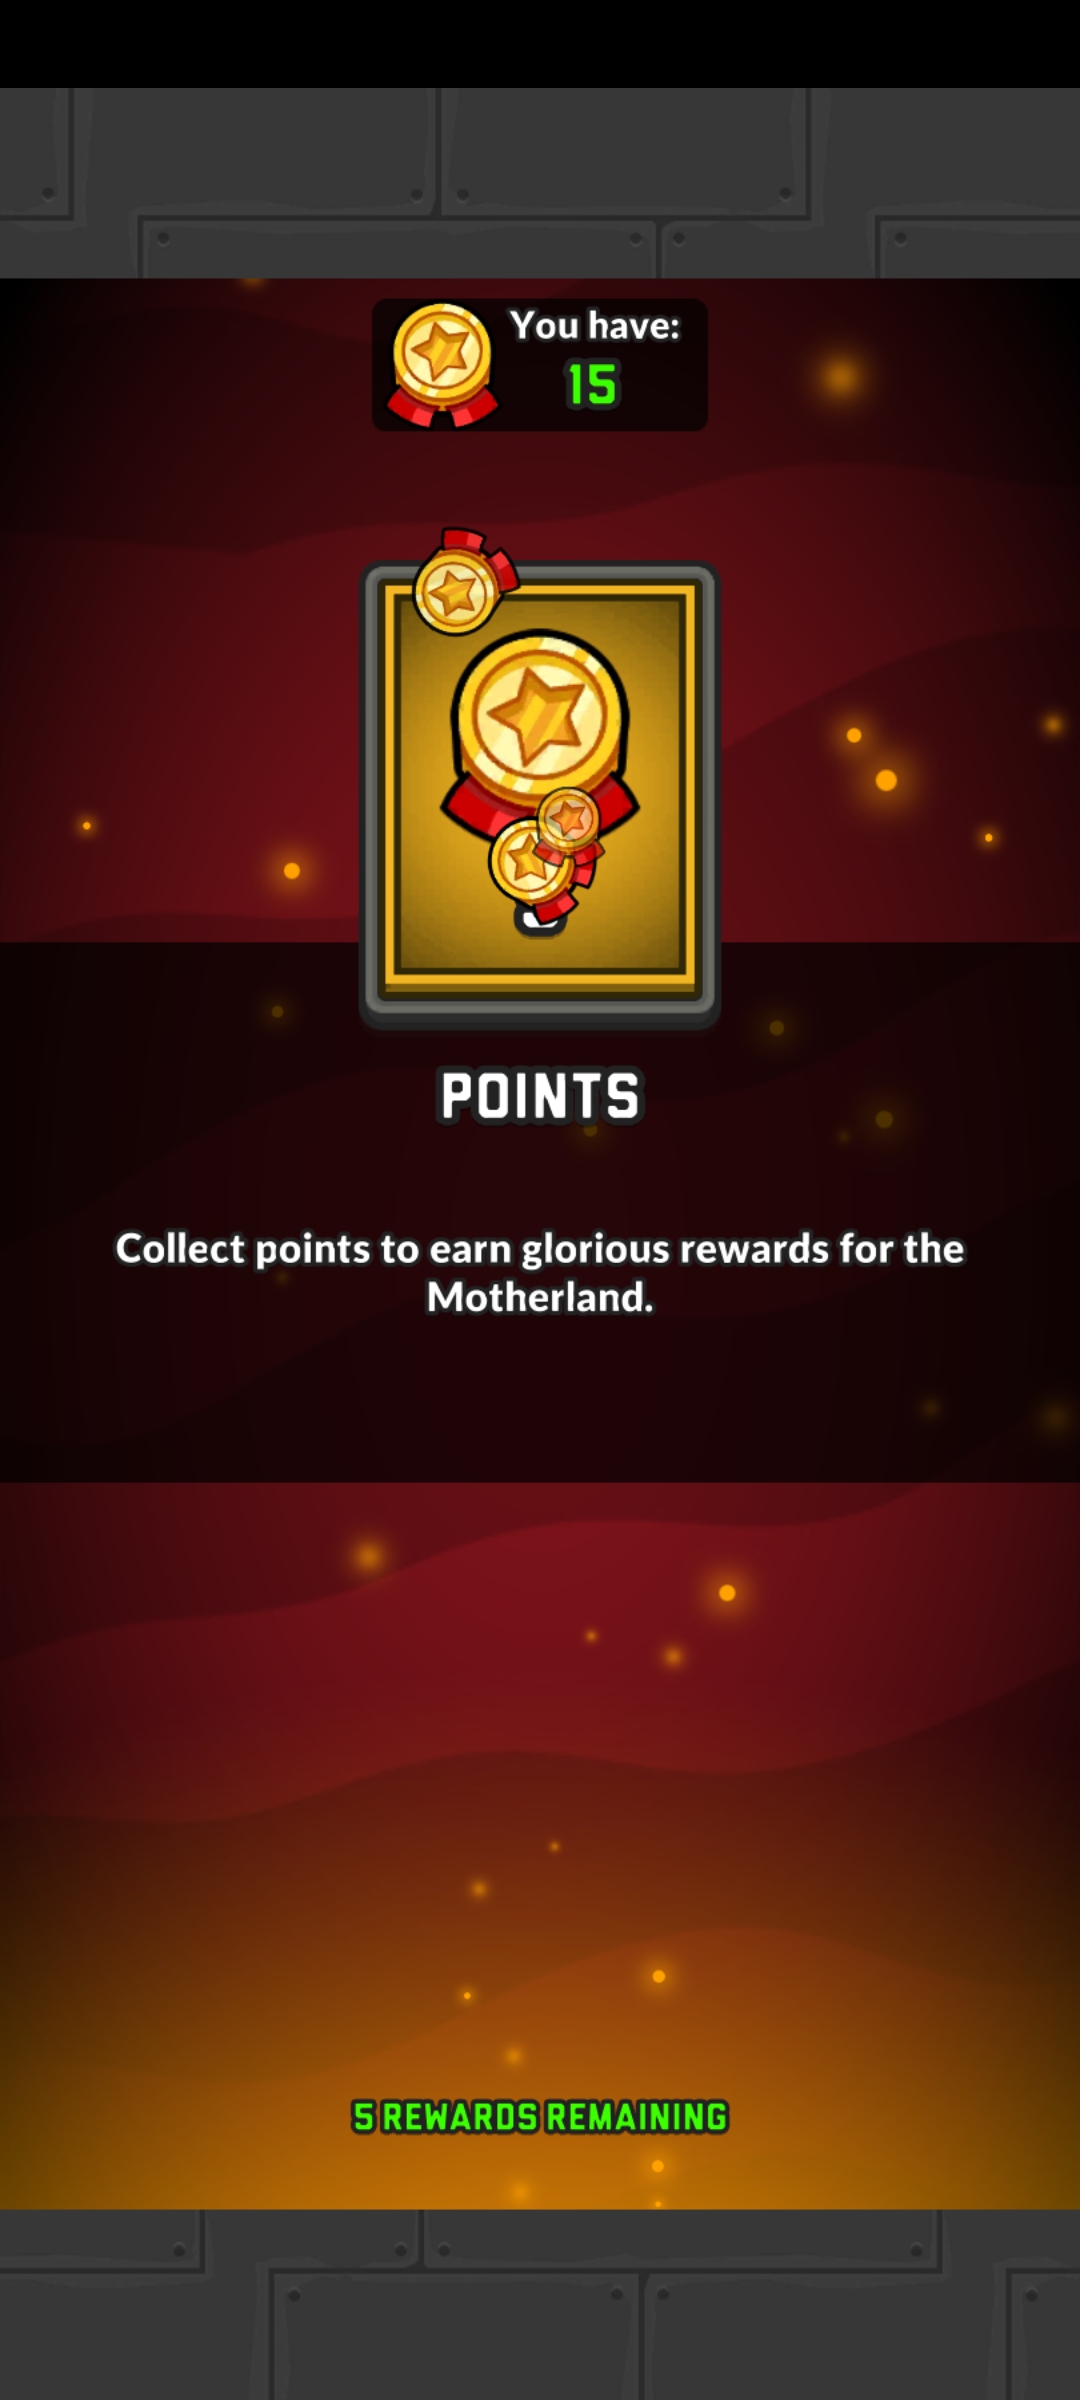 You have:
15
POINTS
Collect points to earn glorious rewards for the
Motherland.
5 REWARDS REMAINING